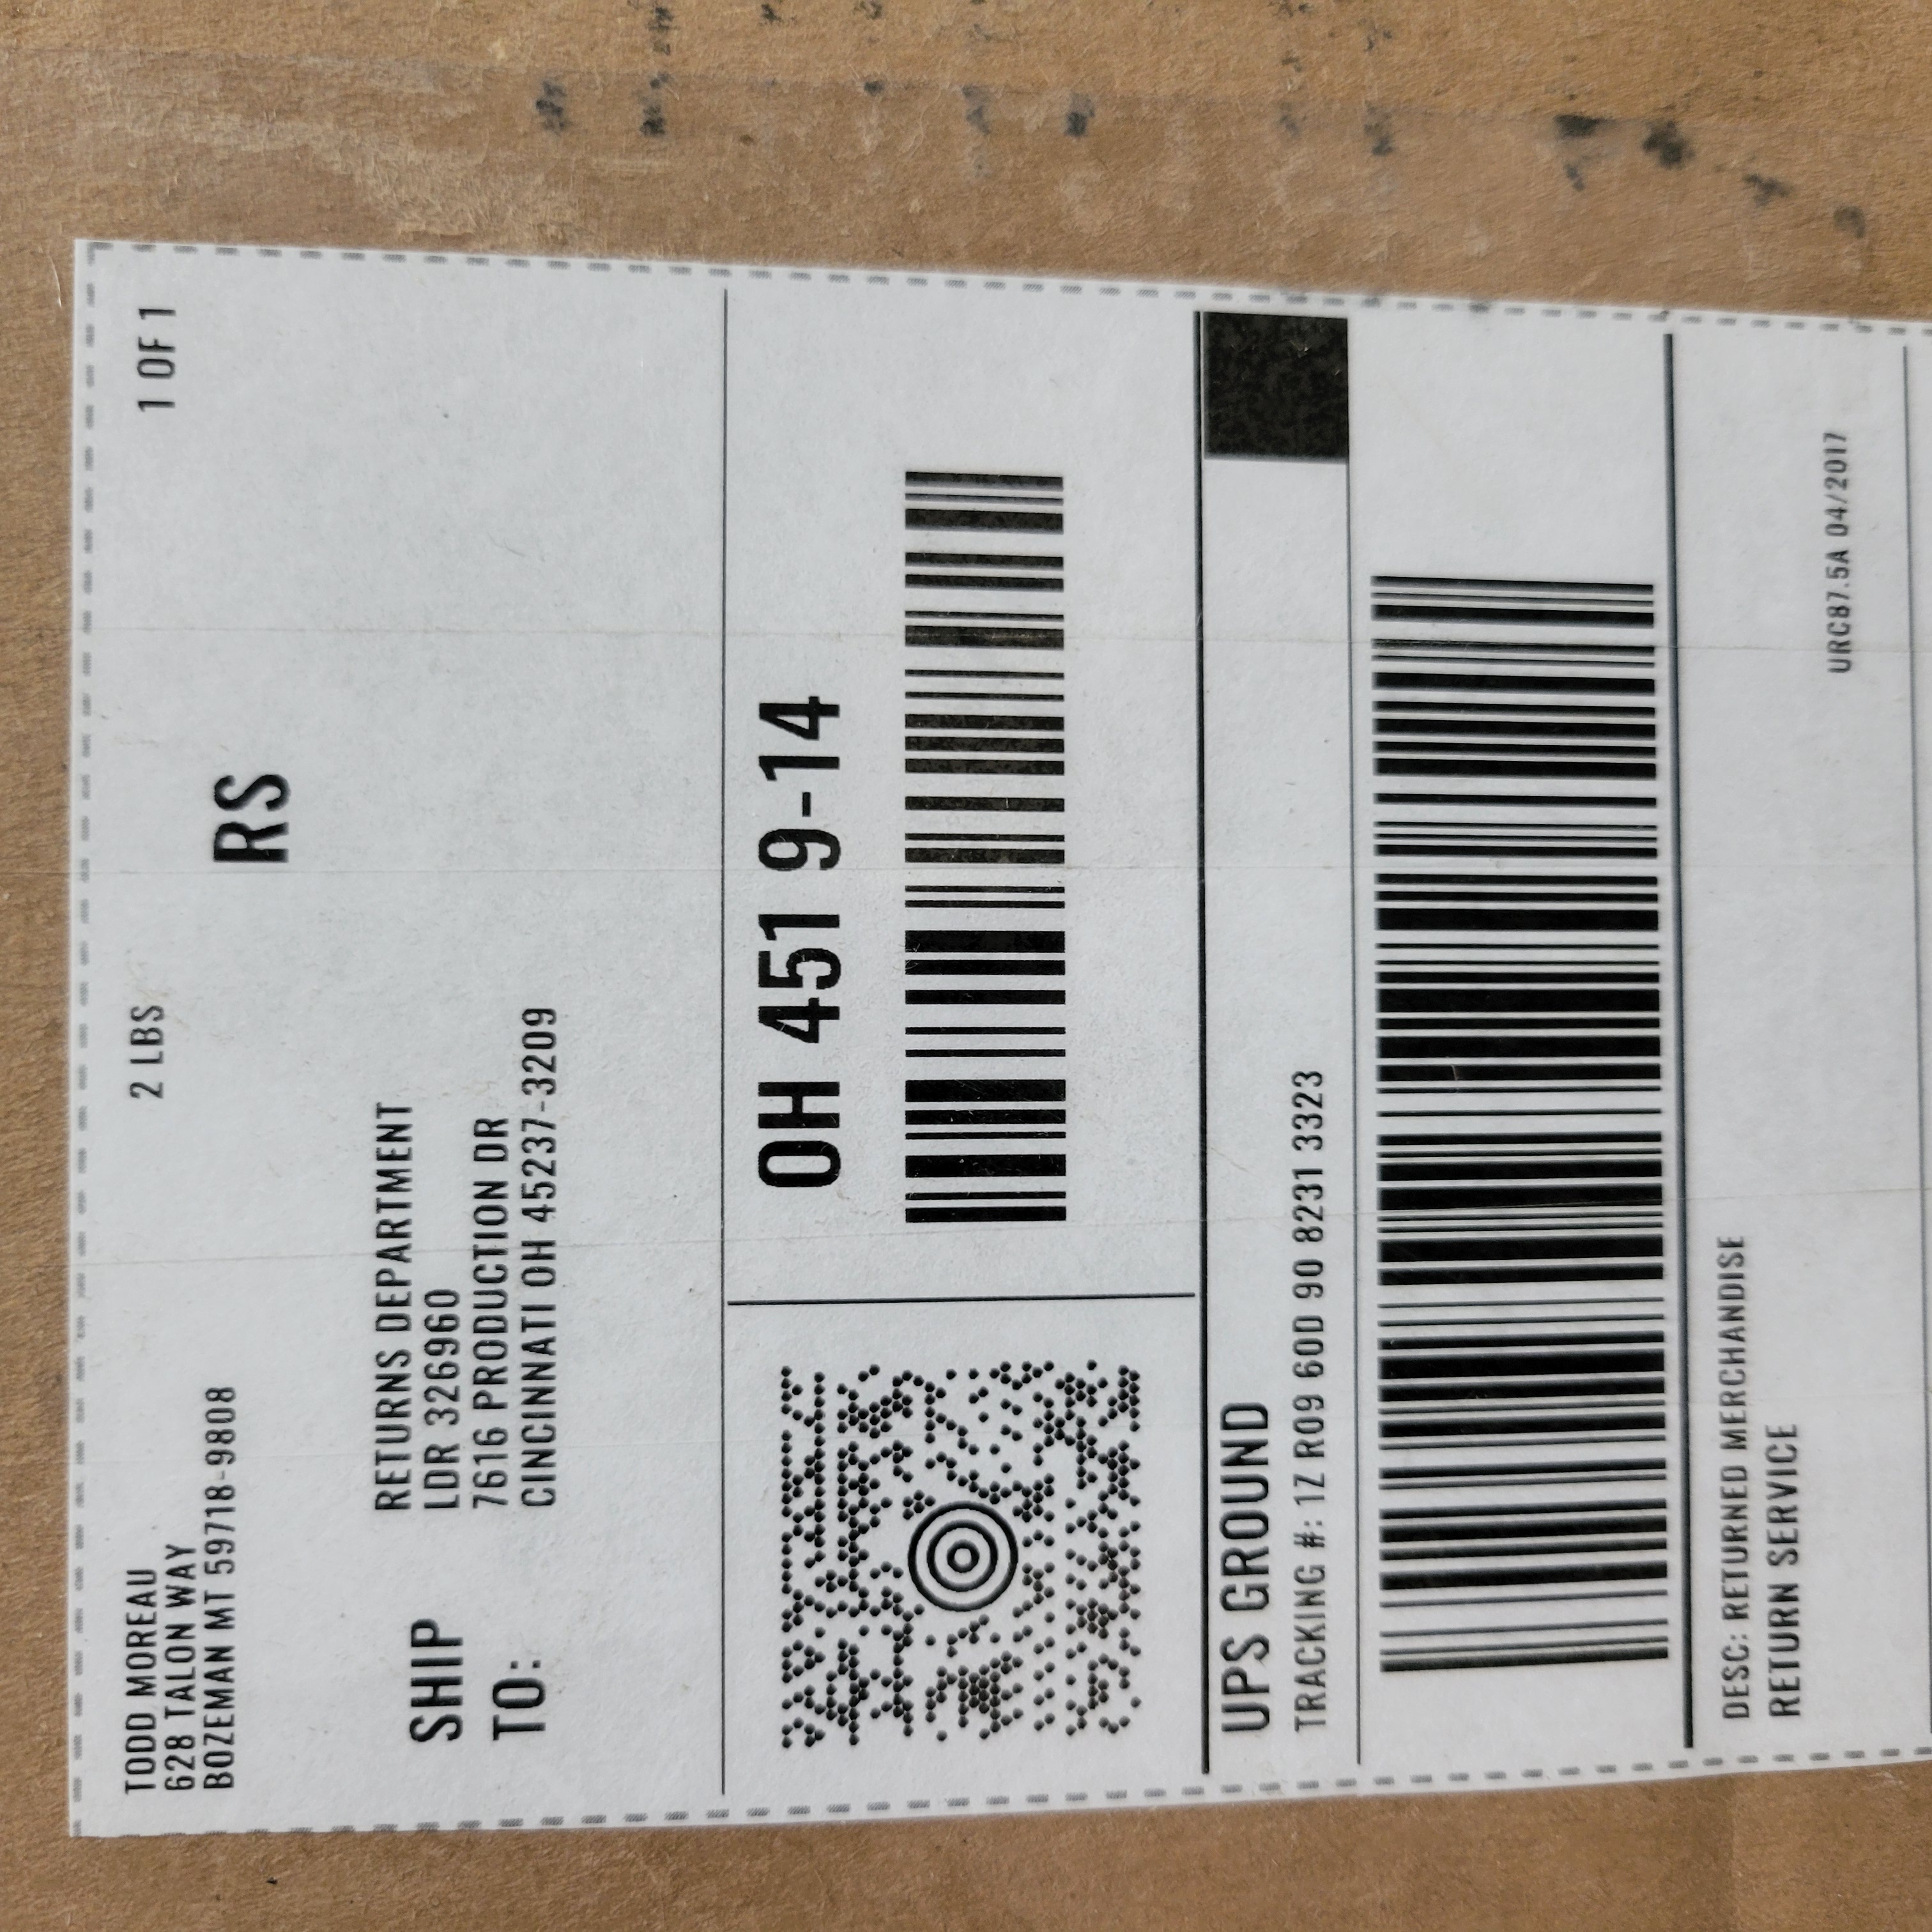 TODD MOREAU
628 TALON WAY
BOZEMAN MT 59718-9808
2 LBS
1 OF 1
RS
SHIP
TO:
RETURNS DEPARTMENT
LDR 326960
7616 PRODUCTION DR
CINCINNATI OH 45237-3209
OH 451 9-14
UPS GROUND
TRACKING #: 1Z R09 60D 90 8231 3323
DESC: RETURNED MERCHANDISE
RETURN SERVICE
URC87.5A 04/2017